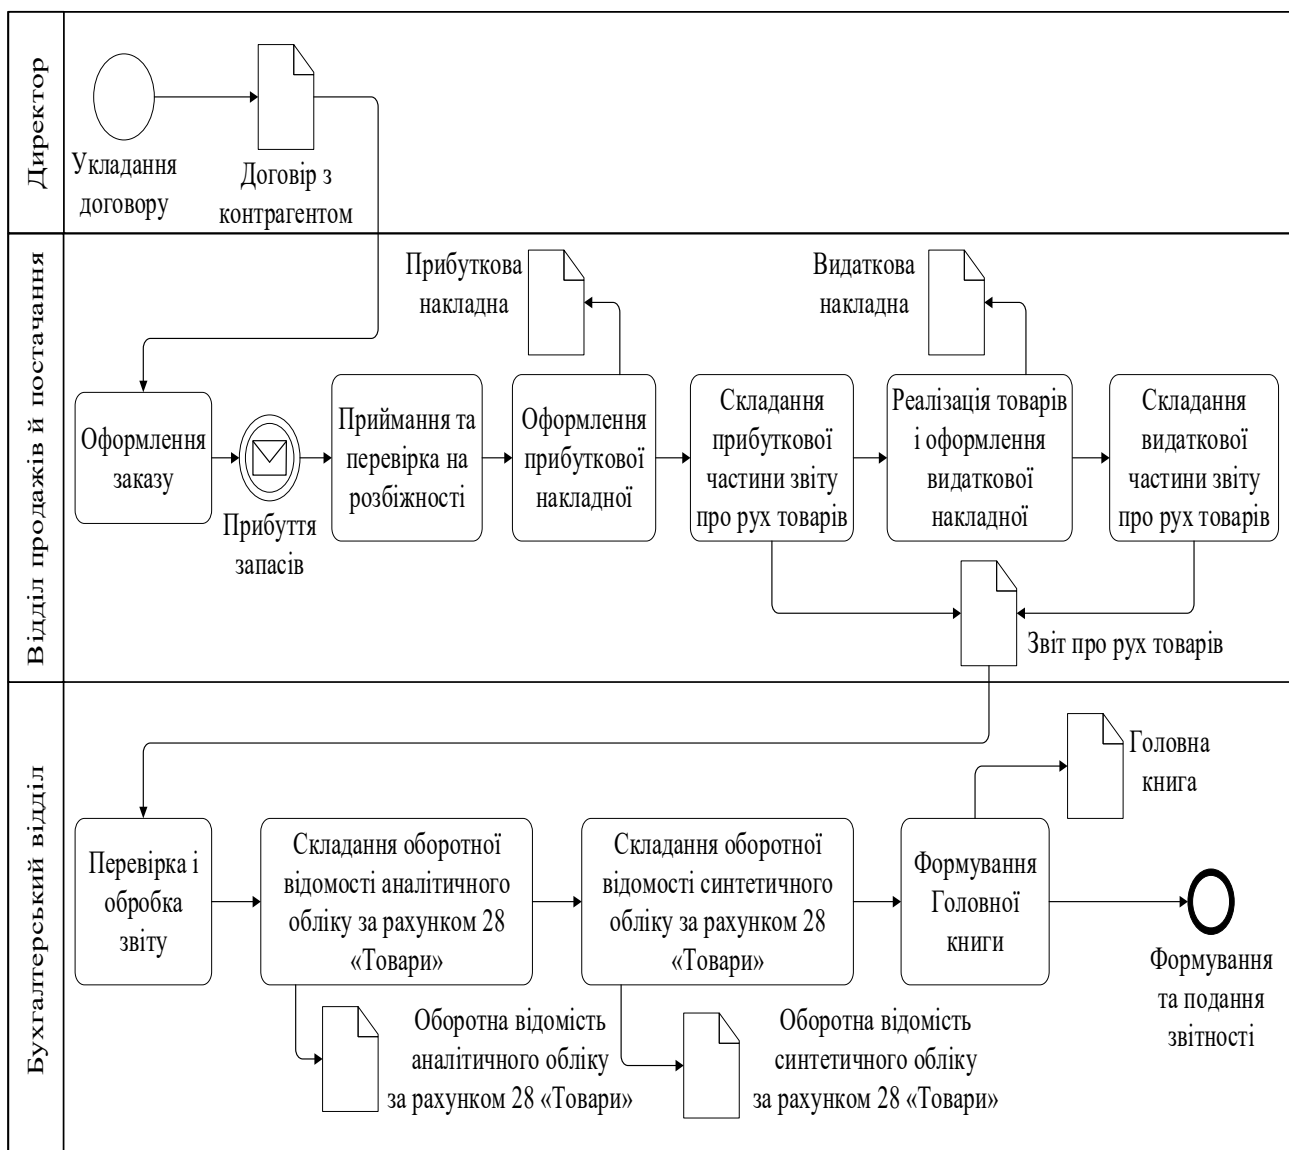 Директор
Укладання
договору
Договір з
контрагентом
Відділ продажів й постачання
Прибуткова
накладна
Видаткова
накладна
Оформлення
заказу
Прибуття
запасів
Приймання та
перевірка на
розбіжності
Оформлення
прибуткової
накладної
Складання
прибуткової
частини звіту
про рух товарів
Реалізація товарів
і оформлення
видаткової
накладної
Складання
видаткової
частини звіту
про рух товарів
Звіт про рух товарів
Бухгалтерський відділ
Головна
книга
Перевірка і
обробка
звіту
Складання оборотної
відомості аналітичного
обліку за рахунком 28
«Товари»
Складання оборотної
відомості синтетичного
обліку за рахунком 28
«Товари»
Формування
Головної
книги
Формування
та подання
звітності
Оборотна відомість
аналітичного обліку
за рахунком 28 «Товари»
Оборотна відомість
синтетичного обліку
за рахунком 28 «Товари»